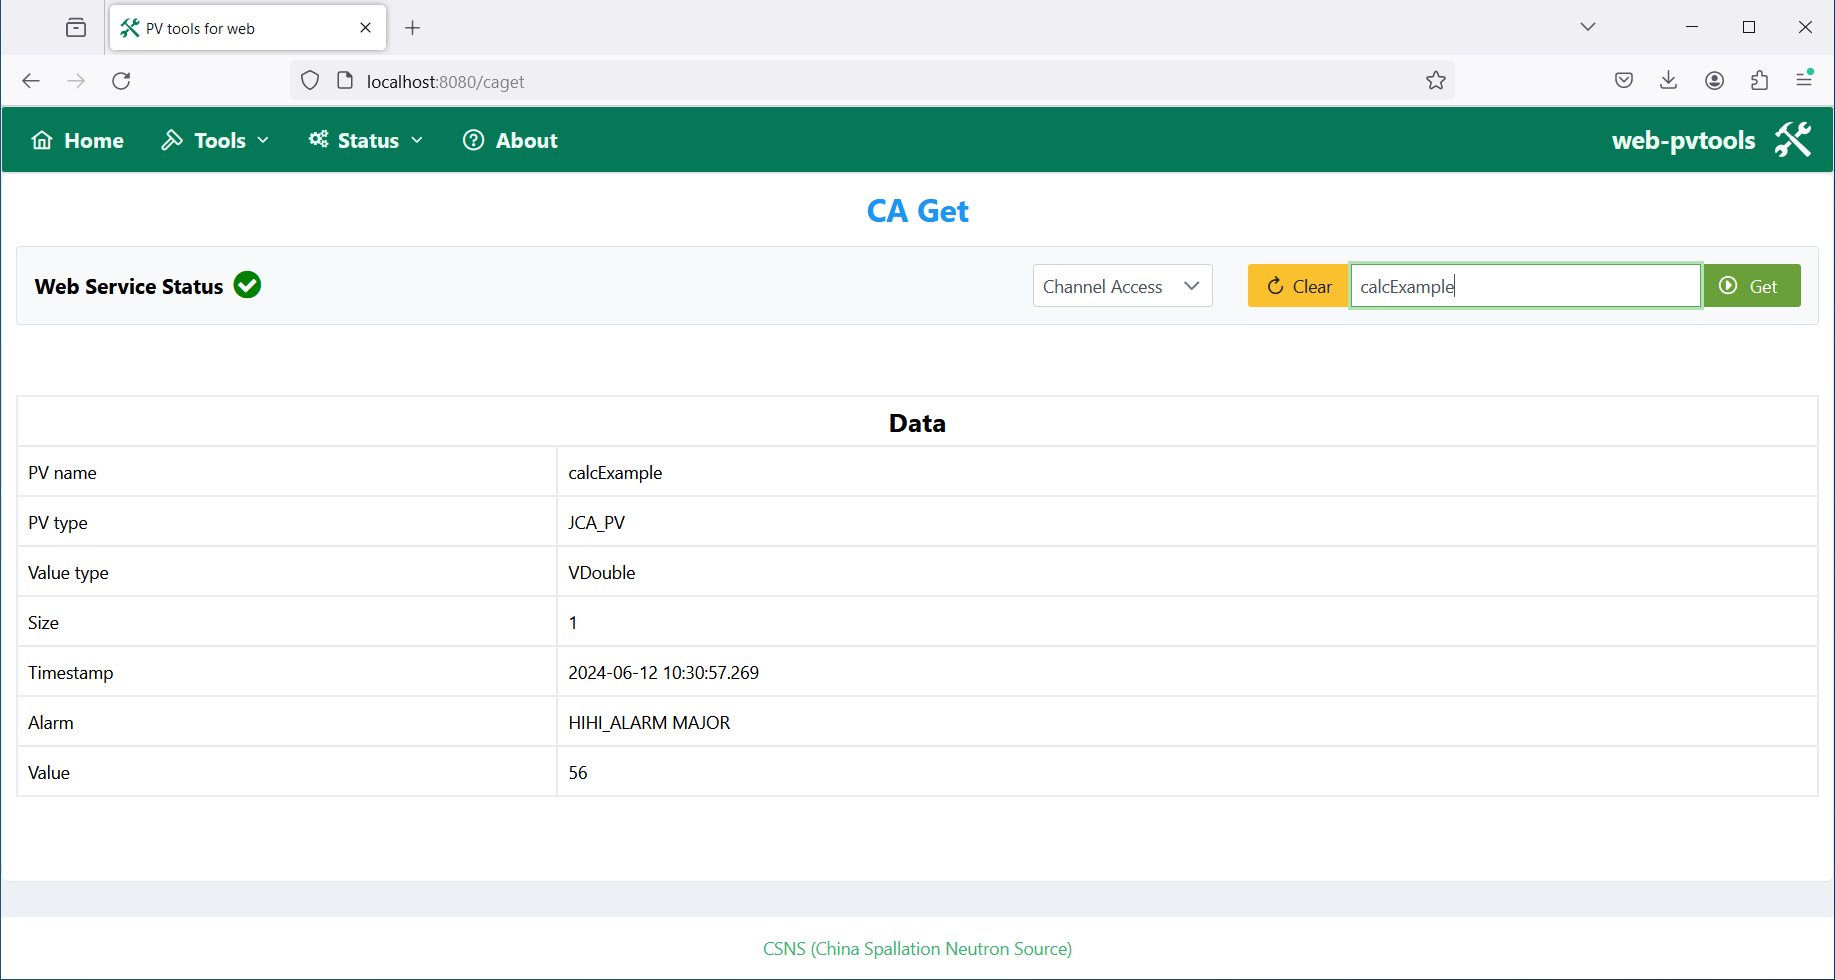 PV tools for web
localhost:8080/caget
Home Tools Status About web-pvtools
CA Get
Web Service Status Channel Access Clear calcExample Get
Data
PV name calcExample
PV type JCA_PV
Value type VDouble
Size 1
Timestamp 2024-06-12 10:30:57.269
Alarm HIHI_ALARM MAJOR
Value 56
CSNS (China Spallation Neutron Source)